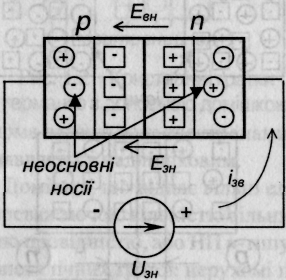 p Eвн n
+ - + -
- - + +
+ - + -
неосновні
носії
Eзн
iзв
- +
Uзн